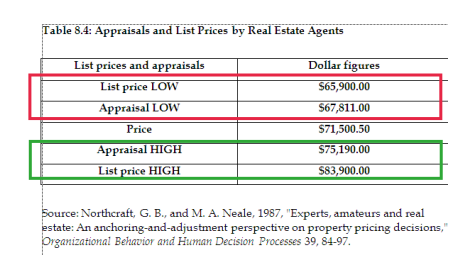 Table 8.4: Appraisals and List Prices by Real Estate Agents
List prices and appraisals Dollar figures
List price LOW $65,900.00
Appraisal LOW $67,811.00
Price $71,500.50
Appraisal HIGH $75,190.00
List price HIGH $83,900.00
Source: Northcraft, G. B., and M. A. Neale, 1987, "Experts, amateurs and real
estate: An anchoring-and-adjustment perspective on property pricing decisions,"
Organizational Behavior and Human Decision Processes 39, 84-97.